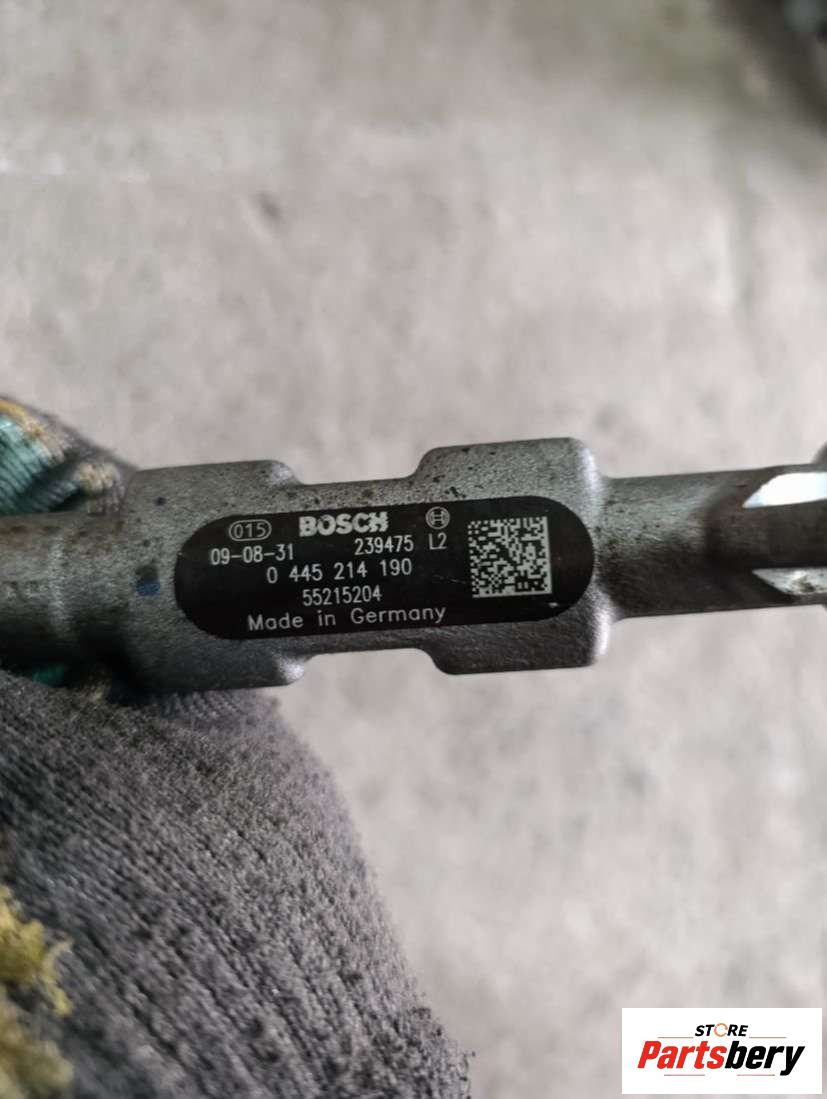 015 BOSCH
09-08-31 239475 L2
0 445 214 190
55215204
Made in Germany
STORE
Partsbery